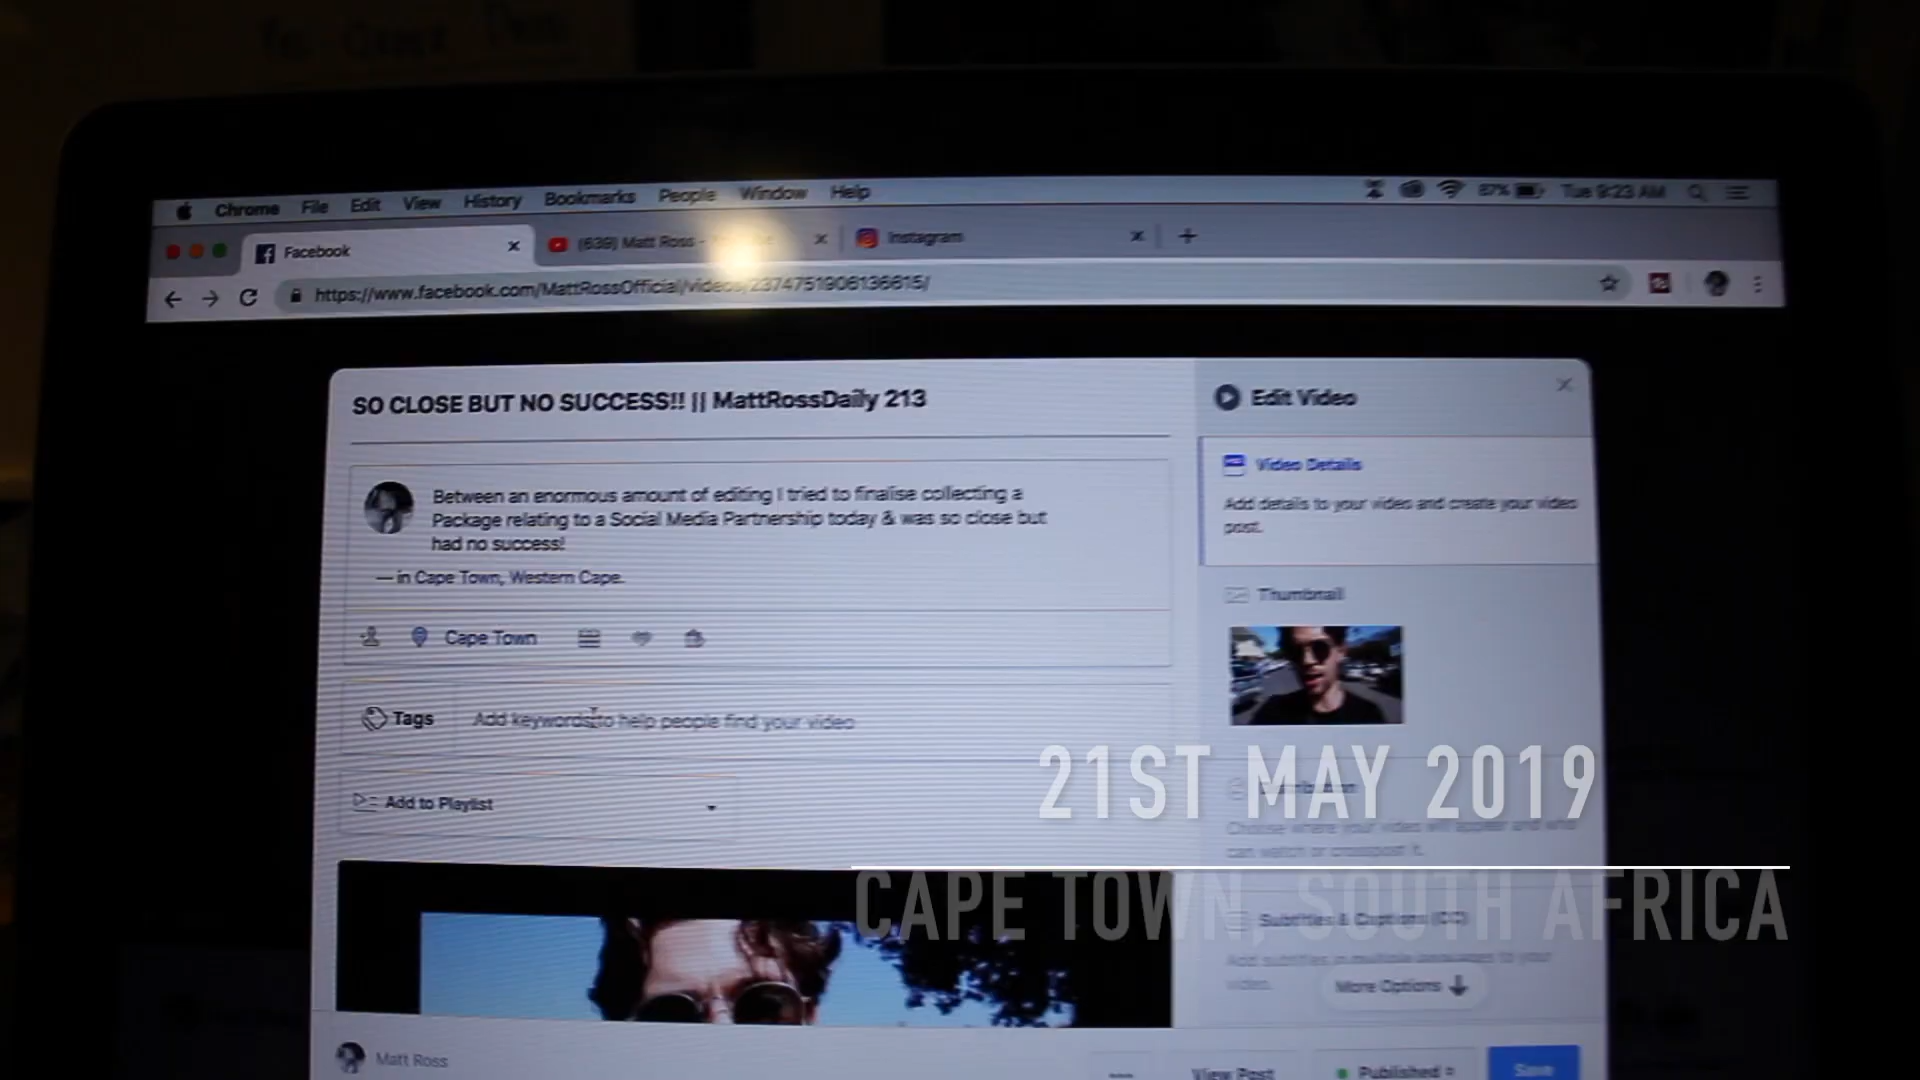 Chrome File Edit View History Bookmarks People Window Help
87% Tue 9:23 AM
Facebook
(639) Matt Ross -
Instagram
https://www.facebook.com/MattRossOfficial/videos/2374751906136615/
SO CLOSE BUT NO SUCCESS!! || MattRossDaily 213
Edit Video
Video Details
Add details to your video and create your video
post.
Between an enormous amount of editing I tried to finalise collecting a
Package relating to a Social Media Partnership today & was so close but
had no success!
— in Cape Town, Western Cape.
Thumbnail
Cape Town
Tags
Add keywords to help people find your video
Add to Playlist
21ST MAY 2019
Choose where your video will appear and who
can watch or crosspost it.
CAPE TOWN, SOUTH AFRICA
Subtitles & Captions (CC)
Add subtitles in multiple languages to your
video.
More Options
Matt Ross
View Post
Published
Save